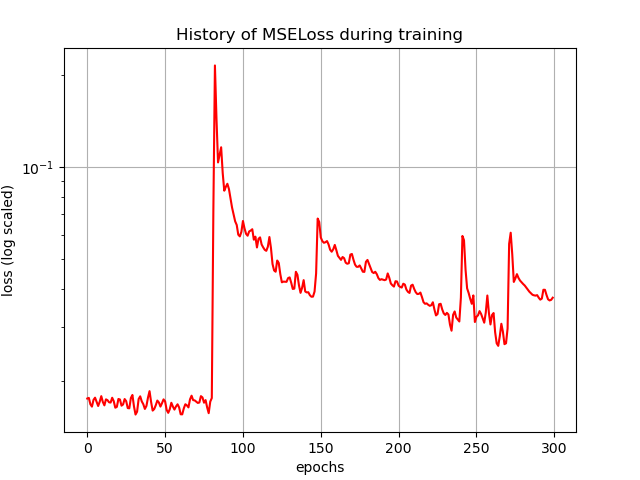 History of MSELoss during training
loss (log scaled)
10⁻¹
0 50 100 150 200 250 300
epochs